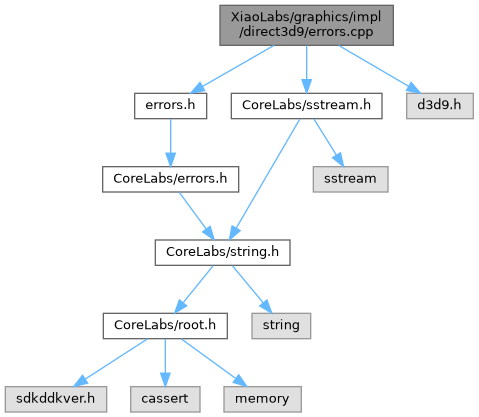 XiaoLabs/graphics/impl
/direct3d9/errors.cpp
errors.h
CoreLabs/sstream.h
d3d9.h
CoreLabs/errors.h
sstream
CoreLabs/string.h
CoreLabs/root.h
string
sdkddkver.h
cassert
memory